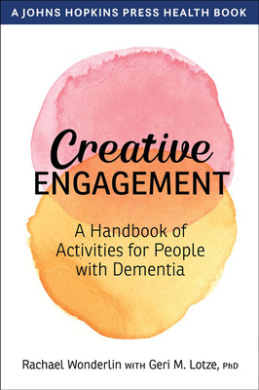 A JOHNS HOPKINS PRESS HEALTH BOOK
Creative
ENGAGEMENT
A Handbook of
Activities for People
with Dementia
Rachael Wonderlin WITH Geri M. Lotze, PhD